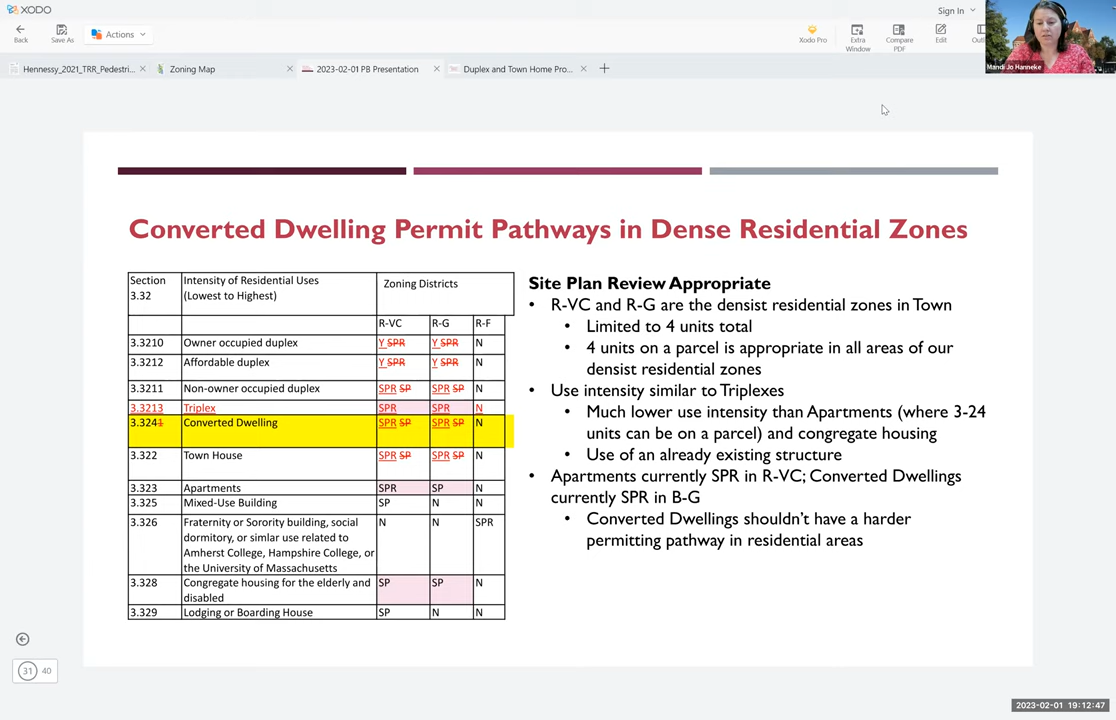 XODO
Sign In
Back
Save As
Actions
Xodo Pro
Extra Window
Compare PDF
Edit
Mandi Jo Hanneke
Hennessy_2021_TRR_Pedestri...
Zoning Map
2023-02-01 PB Presentation
Duplex and Town Home Pro...
Converted Dwelling Permit Pathways in Dense Residential Zones
Section 3.32 Intensity of Residential Uses (Lowest to Highest) Zoning Districts
R-VC R-G R-F
3.3210 Owner occupied duplex Y SPR Y SPR N
3.3212 Affordable duplex Y SPR Y SPR N
3.3211 Non-owner occupied duplex SPR SP SPR SP N
3.3213 Triplex SPR SPR N
3.3241 Converted Dwelling SPR SP SPR SP N
3.322 Town House SPR SP SPR SP N
3.323 Apartments SPR SP N
3.325 Mixed-Use Building SP N N
3.326 Fraternity or Sorority building, social N N SPR
dormitory, or simlar use related to
Amherst College, Hampshire College, or
the University of Massachusetts
3.328 Congregate housing for the elderly and SP SP N
disabled
3.329 Lodging or Boarding House SP N N
Site Plan Review Appropriate
• R-VC and R-G are the densist residential zones in Town
• Limited to 4 units total
• 4 units on a parcel is appropriate in all areas of our
densist residential zones
• Use intensity similar to Triplexes
• Much lower use intensity than Apartments (where 3-24
units can be on a parcel) and congregate housing
• Use of an already existing structure
• Apartments currently SPR in R-VC; Converted Dwellings
currently SPR in B-G
• Converted Dwellings shouldn't have a harder
permitting pathway in residential areas
31 40
2023-02-01 19:12:47